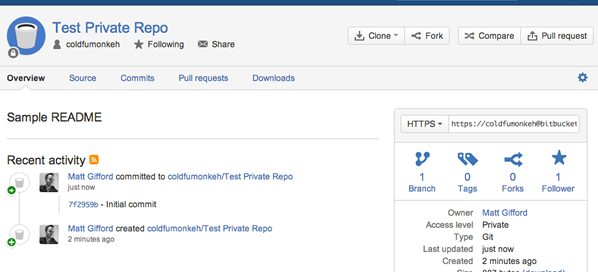 Test Private Repo
coldfumonkeh Following Share
Clone Fork Compare Pull request
Overview Source Commits Pull requests Downloads
Sample README
HTTPS https://coldfumonkeh@bitbucket
Recent activity
Matt Gifford committed to coldfumonkeh/Test Private Repo
just now
7f2959b - Initial commit
Matt Gifford created coldfumonkeh/Test Private Repo
2 minutes ago
1 0 0 1
Branch Tags Forks Follower
Owner Matt Gifford
Access level Private
Type Git
Last updated just now
Created 2 minutes ago